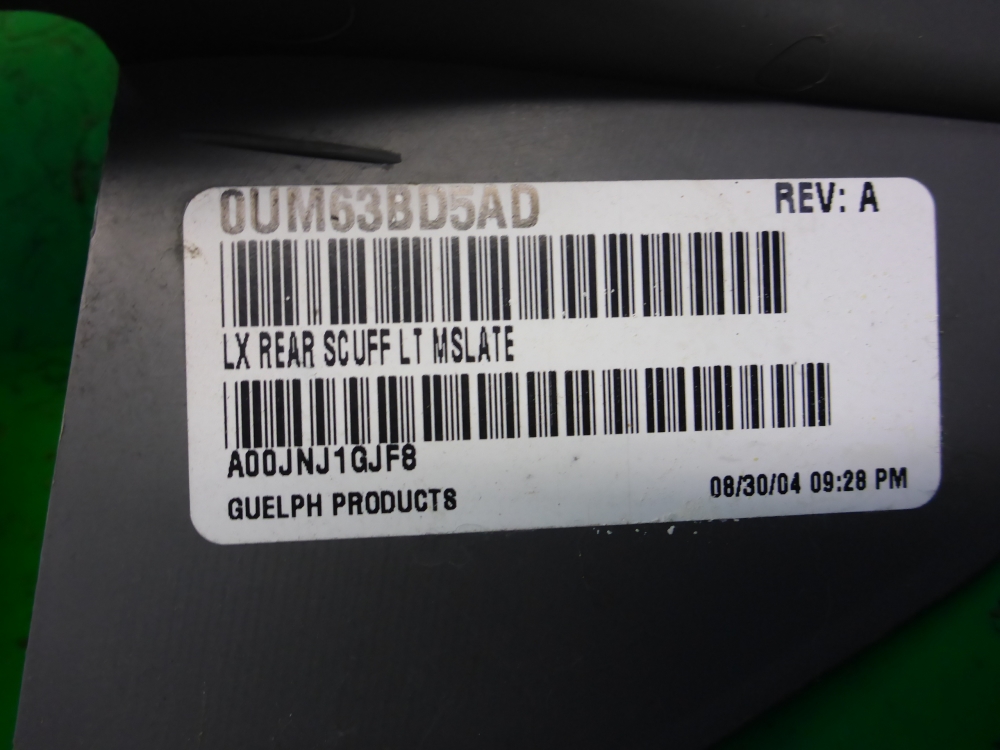 0UM63BD5AD REV: A
LX REAR SCUFF LT MSLATE
A00JNJ1GJF8
GUELPH PRODUCTS 08/30/04 09:28 PM